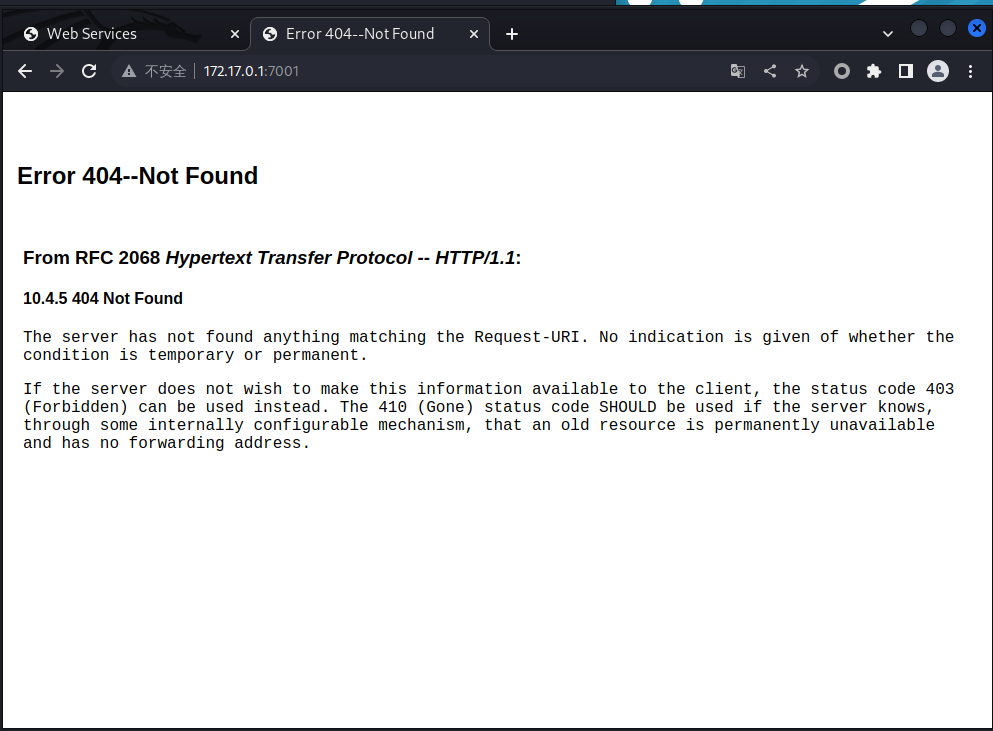 Web Services
Error 404--Not Found
不安全
172.17.0.1:7001
Error 404--Not Found
From RFC 2068 Hypertext Transfer Protocol -- HTTP/1.1:
10.4.5 404 Not Found
The server has not found anything matching the Request-URI. No indication is given of whether the
condition is temporary or permanent.
If the server does not wish to make this information available to the client, the status code 403
(Forbidden) can be used instead. The 410 (Gone) status code SHOULD be used if the server knows,
through some internally configurable mechanism, that an old resource is permanently unavailable
and has no forwarding address.